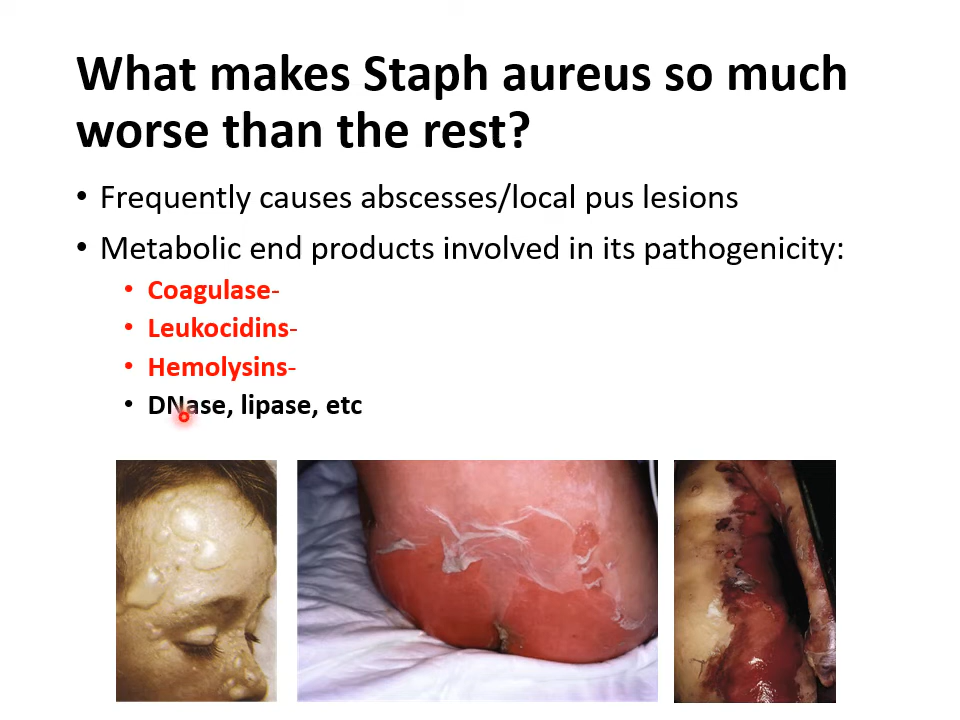 What makes Staph aureus so much
worse than the rest?
• Frequently causes abscesses/local pus lesions
• Metabolic end products involved in its pathogenicity:
• Coagulase-
• Leukocidins-
• Hemolysins-
• DNase, lipase, etc